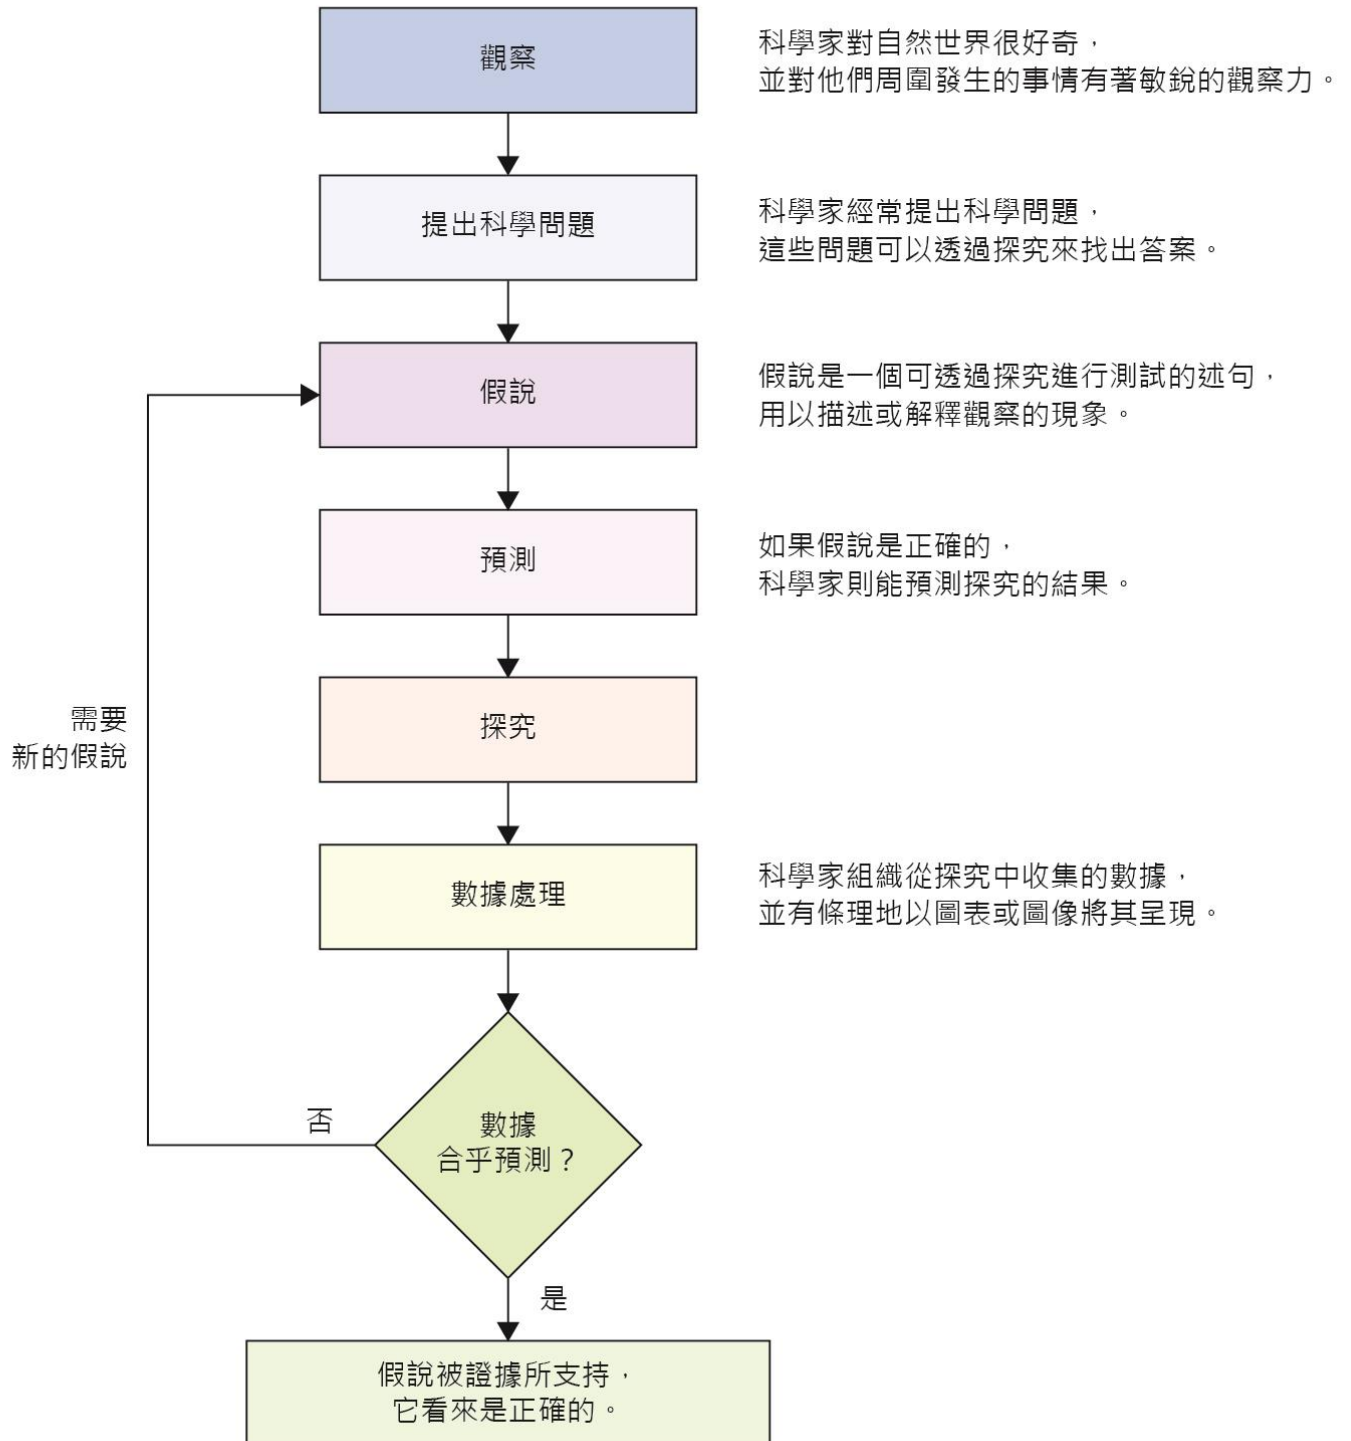 觀察
科學家對自然世界很好奇，
並對他們周圍發生的事情有著敏銳的觀察力。
提出科學問題
科學家經常提出科學問題，
這些問題可以透過探究來找出答案。
假說
假說是一個可透過探究進行測試的述句，
用以描述或解釋觀察的現象。
預測
如果假說是正確的，
科學家則能預測探究的結果。
需要
新的假說
探究
數據處理
科學家組織從探究中收集的數據，
並有條理地以圖表或圖像將其呈現。
否
數據
合乎預測？
是
假說被證據所支持，
它看來是正確的。